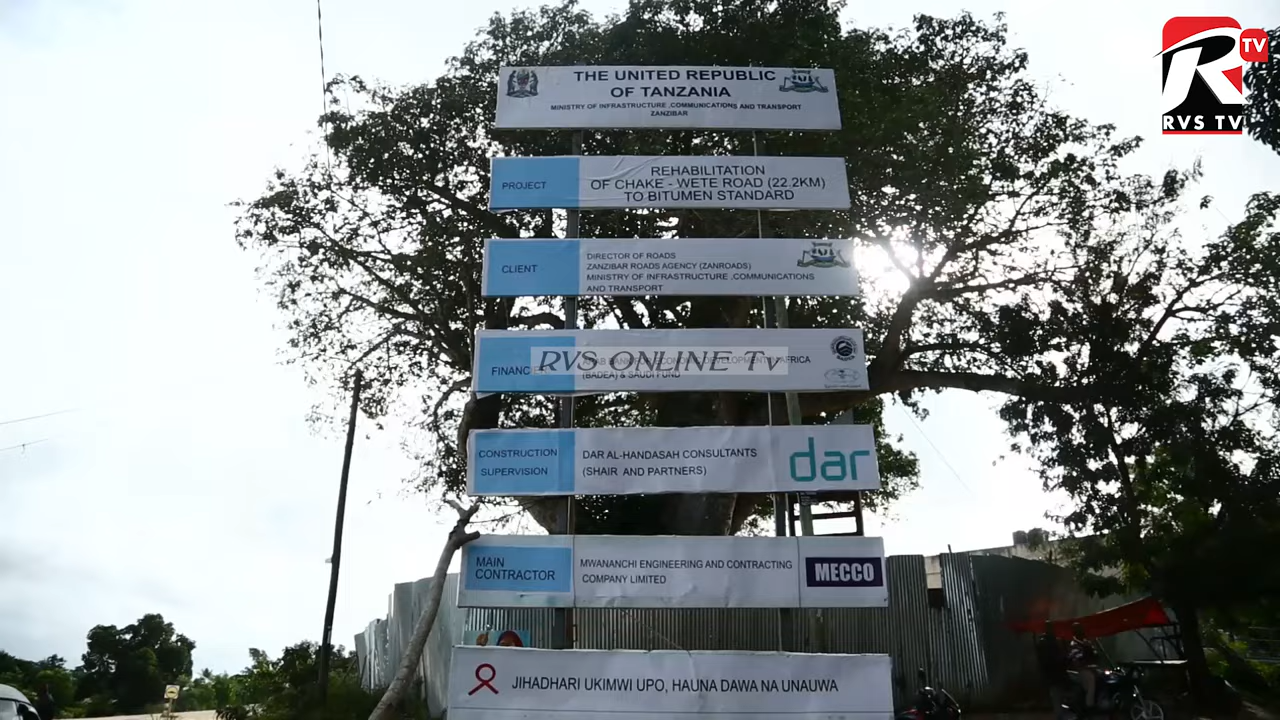 R TV
RVS TV
THE UNITED REPUBLIC
OF TANZANIA
MINISTRY OF INFRASTRUCTURE ,COMMUNICATIONS AND TRANSPORT
ZANZIBAR
PROJECT
REHABILITATION
OF CHAKE - WETE ROAD (22.2KM)
TO BITUMEN STANDARD
CLIENT
DIRECTOR OF ROADS
ZANZIBAR ROADS AGENCY (ZANROADS)
MINISTRY OF INFRASTRUCTURE ,COMMUNICATIONS
AND TRANSPORT
RVS ONLINE TV
(BADEA) & SAUDI FUND
CONSTRUCTION
SUPERVISION
DAR AL-HANDASAH CONSULTANTS
(SHAIR AND PARTNERS)
dar
MAIN
CONTRACTOR
MWANANCHI ENGINEERING AND CONTRACTING
COMPANY LIMITED
MECCO
JIHADHARI UKIMWI UPO, HAUNA DAWA NA UNAUWA